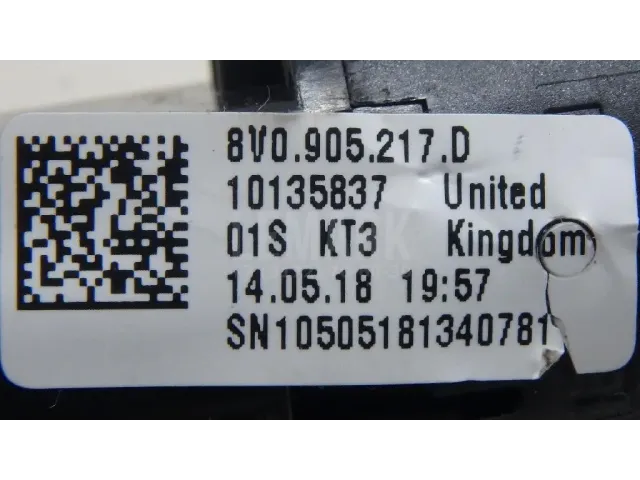 8V0.905.217.D
10135837 United
01S KT3 Kingdom
14.05.18 19:57
SN10505181340781